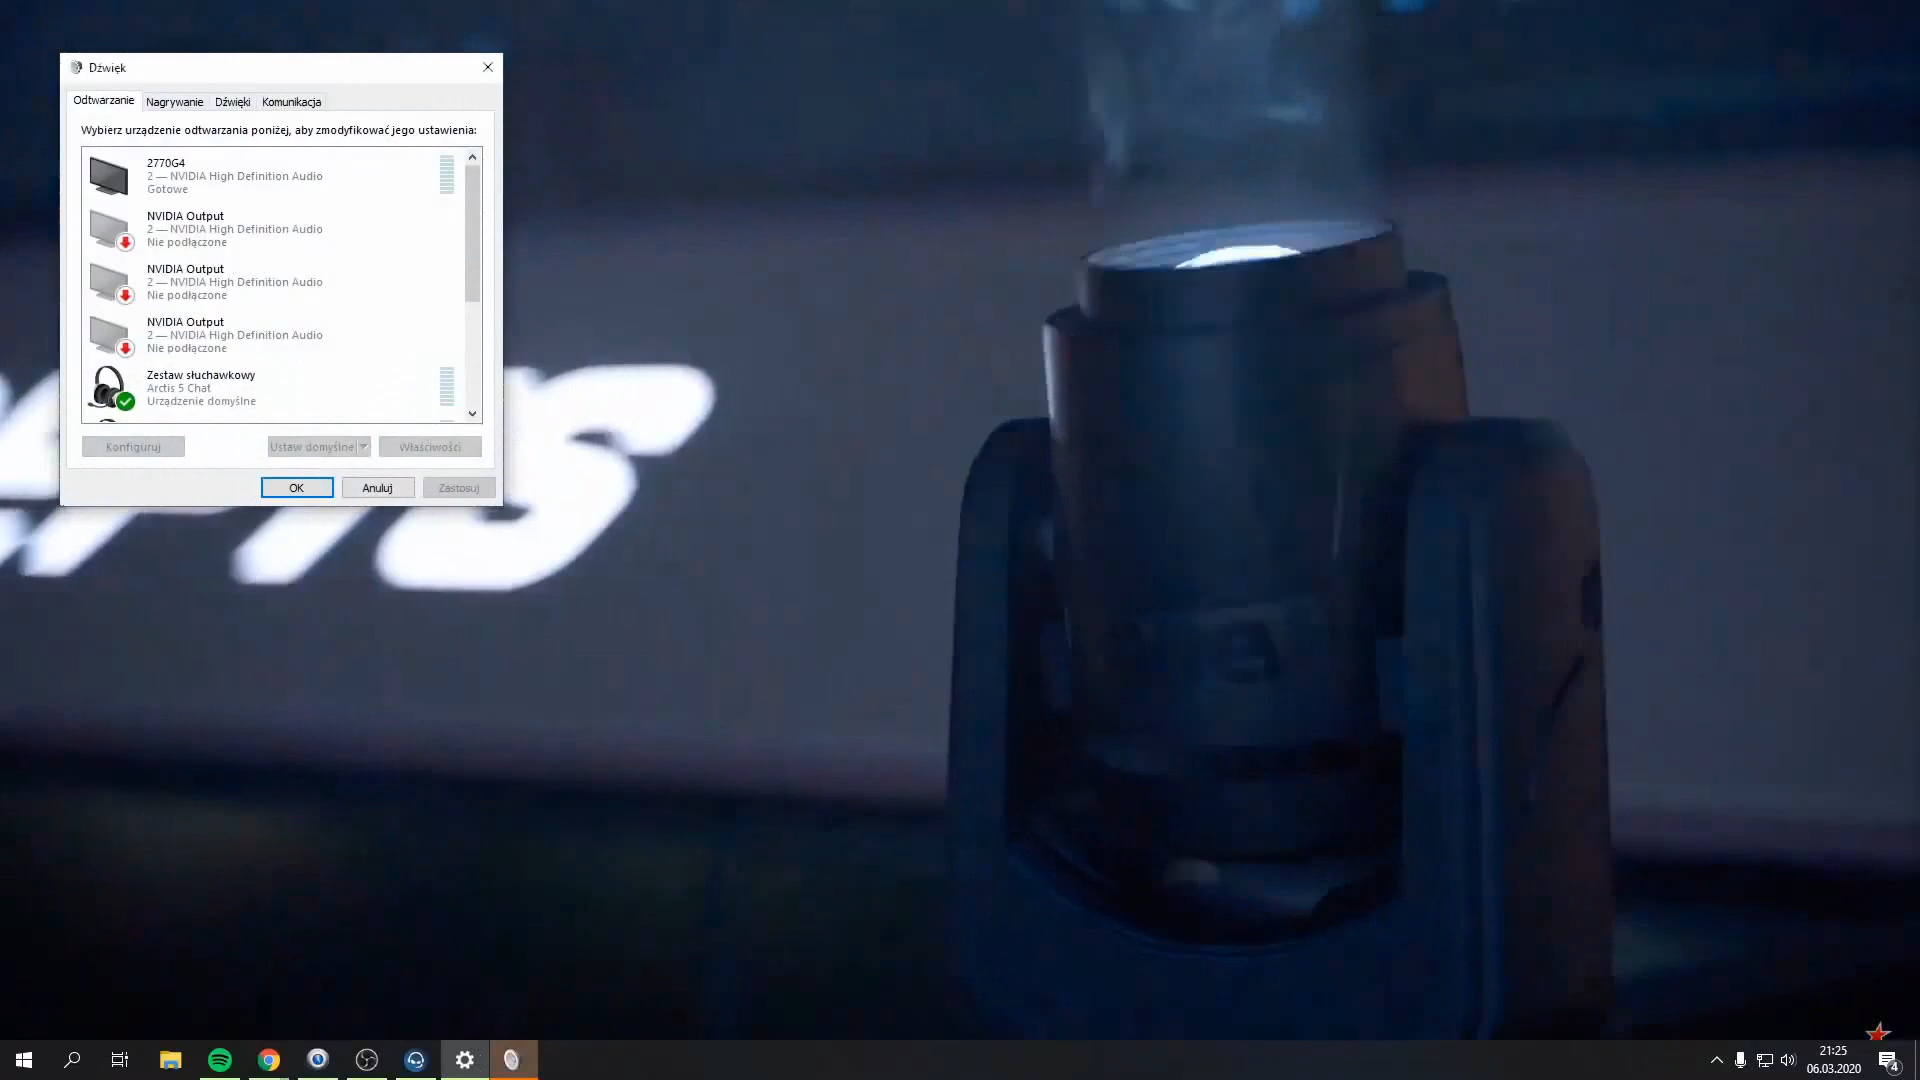 Dźwięk
Odtwarzanie Nagrywanie Dźwięki Komunikacja
Wybierz urządzenie odtwarzania poniżej, aby zmodyfikować jego ustawienia:
2770G4
2 — NVIDIA High Definition Audio
Gotowe
NVIDIA Output
2 — NVIDIA High Definition Audio
Nie podłączone
NVIDIA Output
2 — NVIDIA High Definition Audio
Nie podłączone
NVIDIA Output
2 — NVIDIA High Definition Audio
Nie podłączone
Zestaw słuchawkowy
Arctis 5 Chat
Urządzenie domyślne
Konfiguruj Ustaw domyślne Właściwości
OK Anuluj Zastosuj
21:25
06.03.2020
4